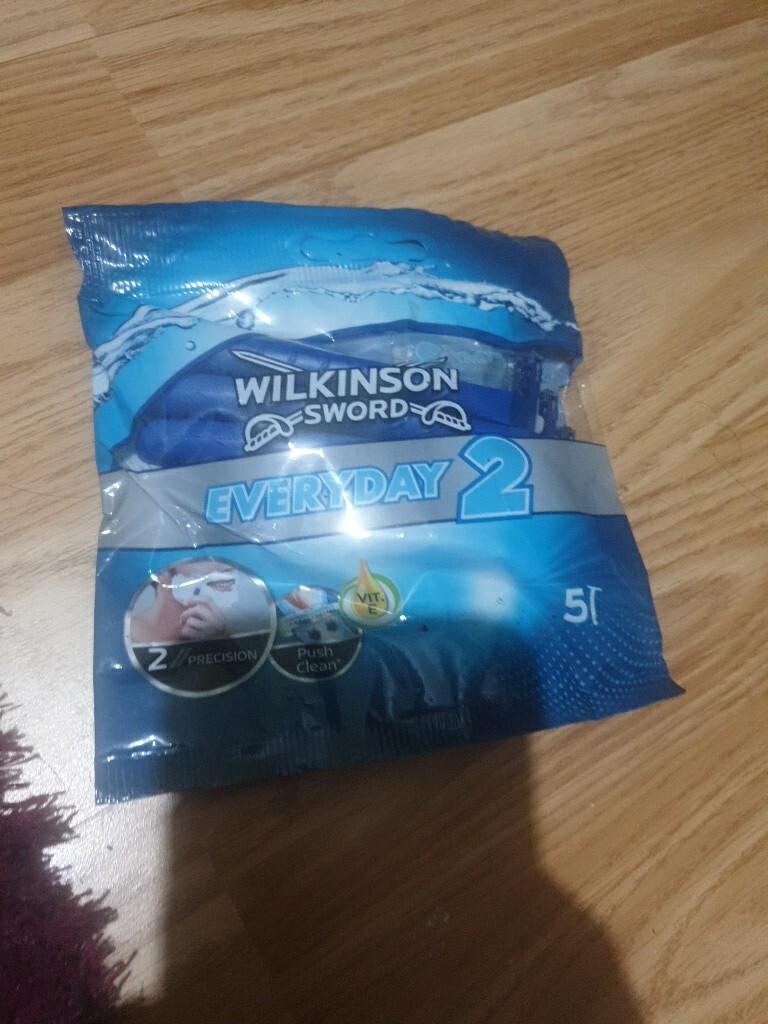 WILKINSON
SWORD
EVERYDAY 2
VIT.
E
5
2 // PRECISION
Push
Clean*